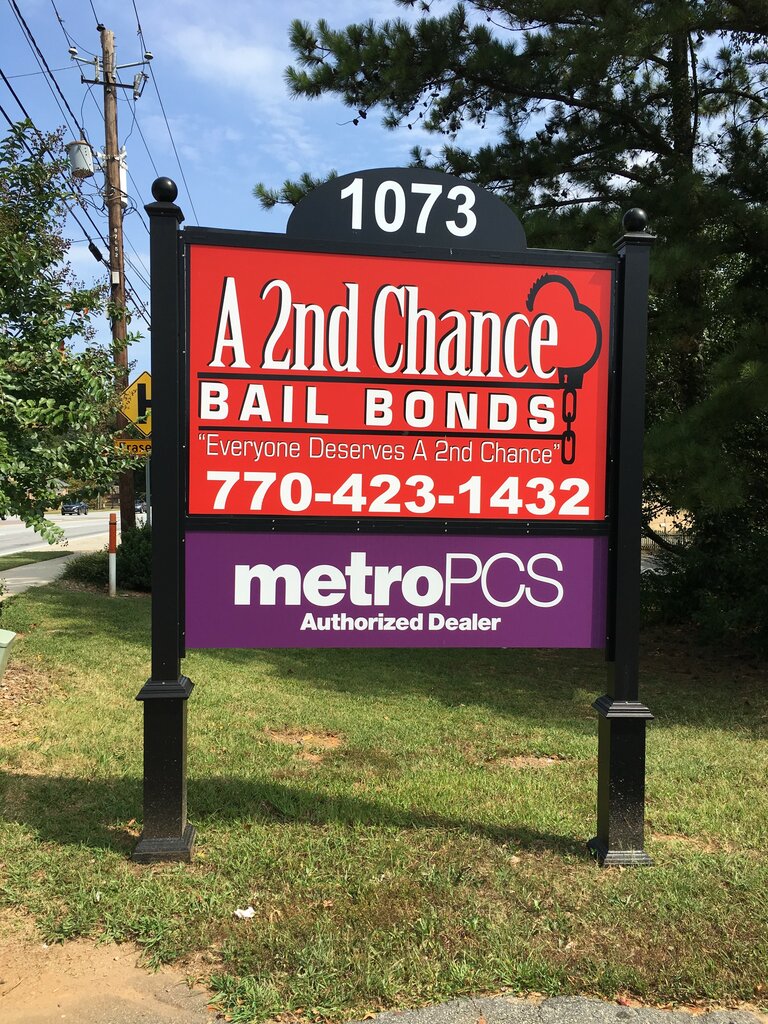 1073
A 2nd Chance
BAIL BONDS
"Everyone Deserves A 2nd Chance"
770-423-1432
metroPCS
Authorized Dealer